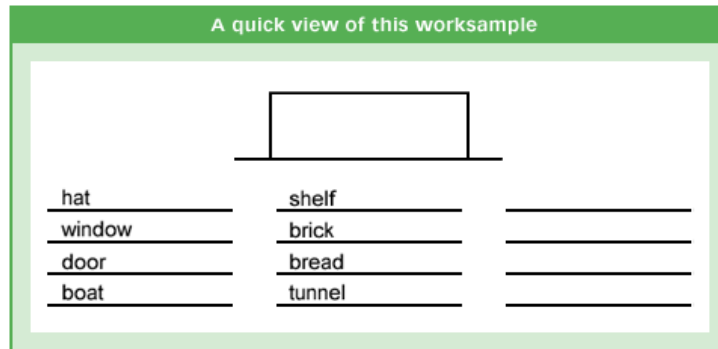 A quick view of this worksample
hat
window
door
boat
shelf
brick
bread
tunnel